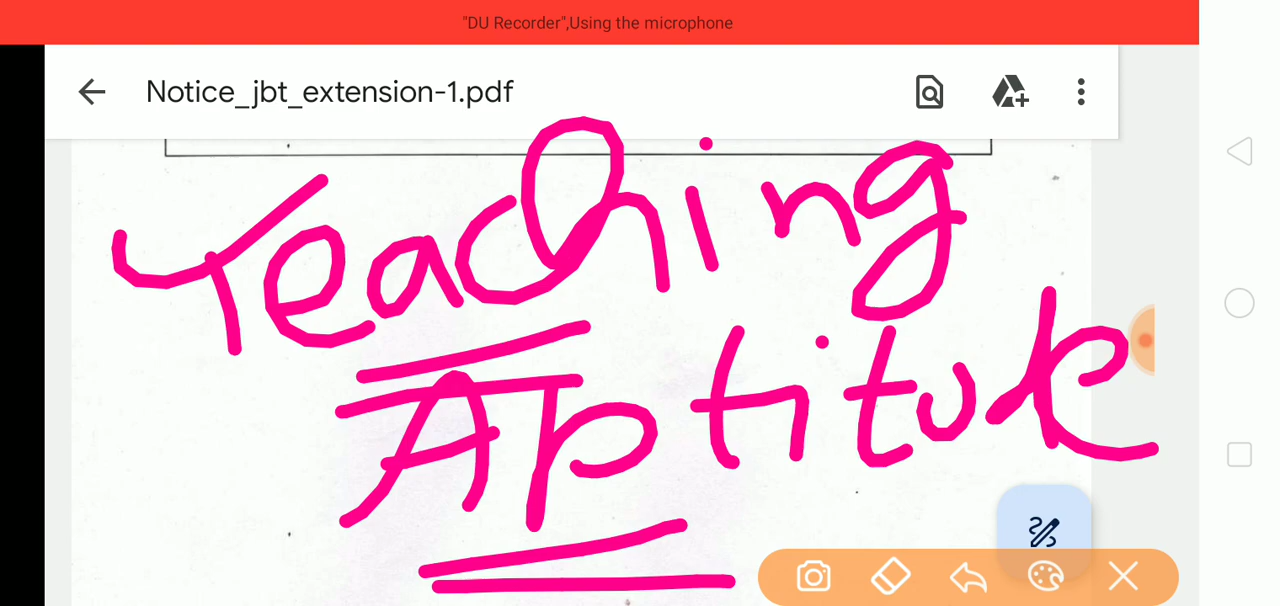 "DU Recorder",Using the microphone
Notice_jbt_extension-1.pdf
Teaching
Aptitude